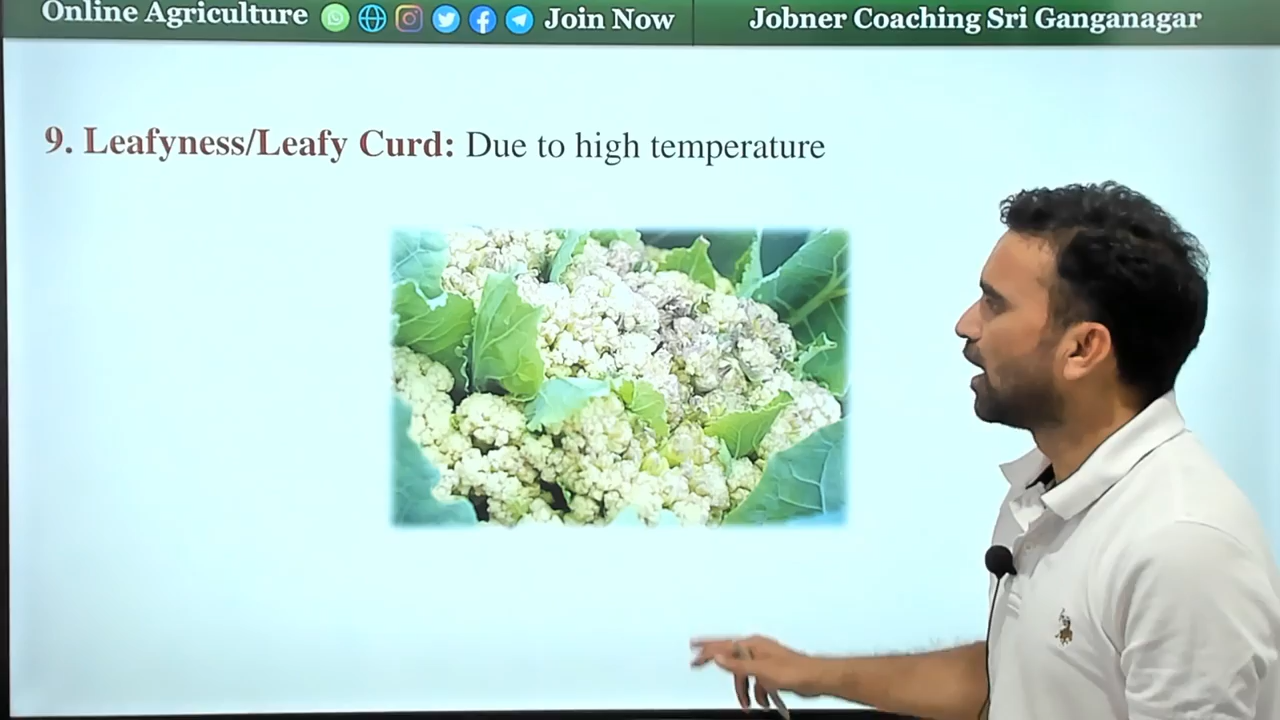 Online Agriculture Join Now
Jobner Coaching Sri Ganganagar
9. Leafyness/Leafy Curd: Due to high temperature